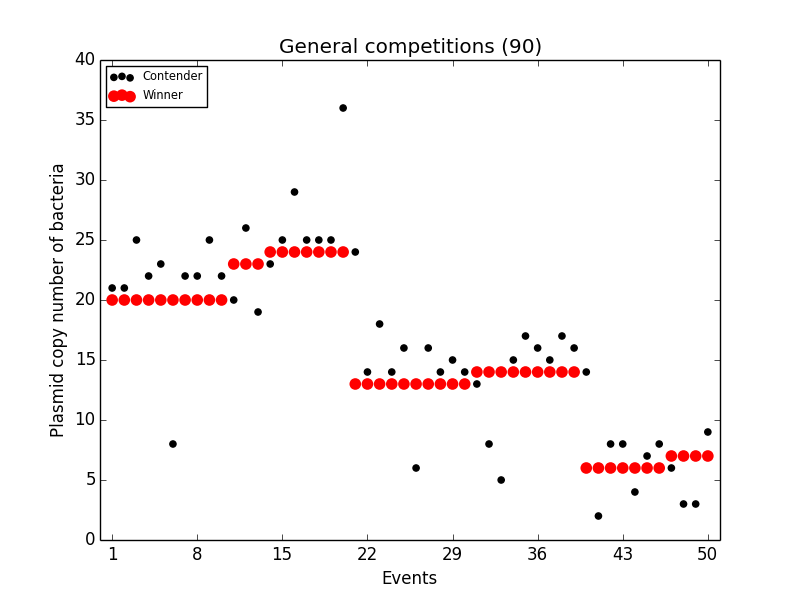 General competitions (90)
40
Contender
Winner
35
30
25
20
15
10
5
0
Plasmid copy number of bacteria
1 8 15 22 29 36 43 50
Events